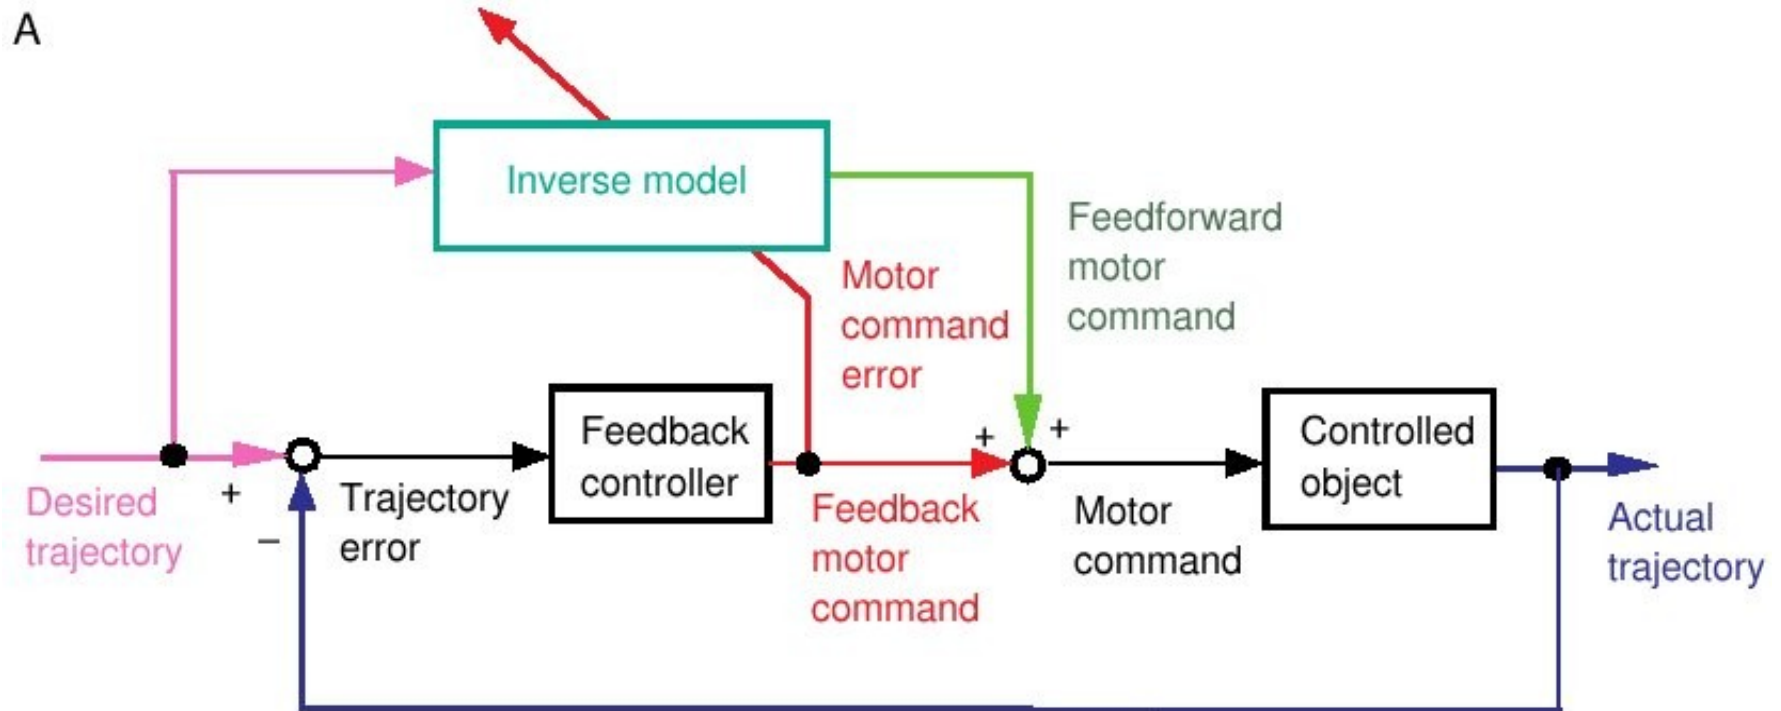 A
Inverse model
Feedforward
motor
command
Motor
command
error
+
+
Feedback
controller
Controlled
object
Desired
trajectory
+
−
Trajectory
error
Feedback
motor
command
Motor
command
Actual
trajectory